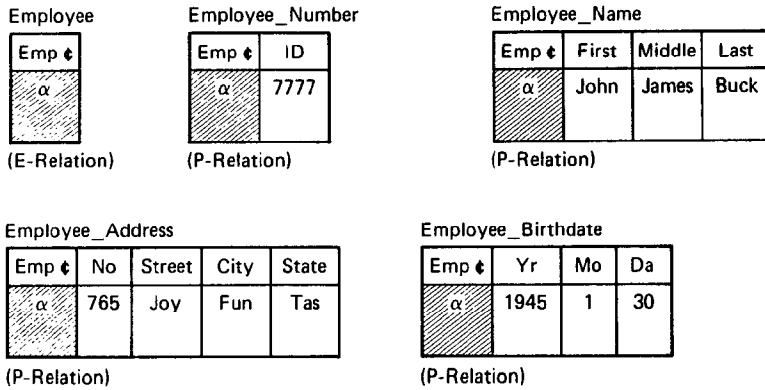 Employee
Emp ¢
α
(E-Relation)
Employee_Number
Emp ¢ ID
α 7777
(P-Relation)
Employee_Name
Emp ¢ First Middle Last
α John James Buck
(P-Relation)
Employee_Address
Emp ¢ No Street City State
α 765 Joy Fun Tas
(P-Relation)
Employee_Birthdate
Emp ¢ Yr Mo Da
α 1945 1 30
(P-Relation)